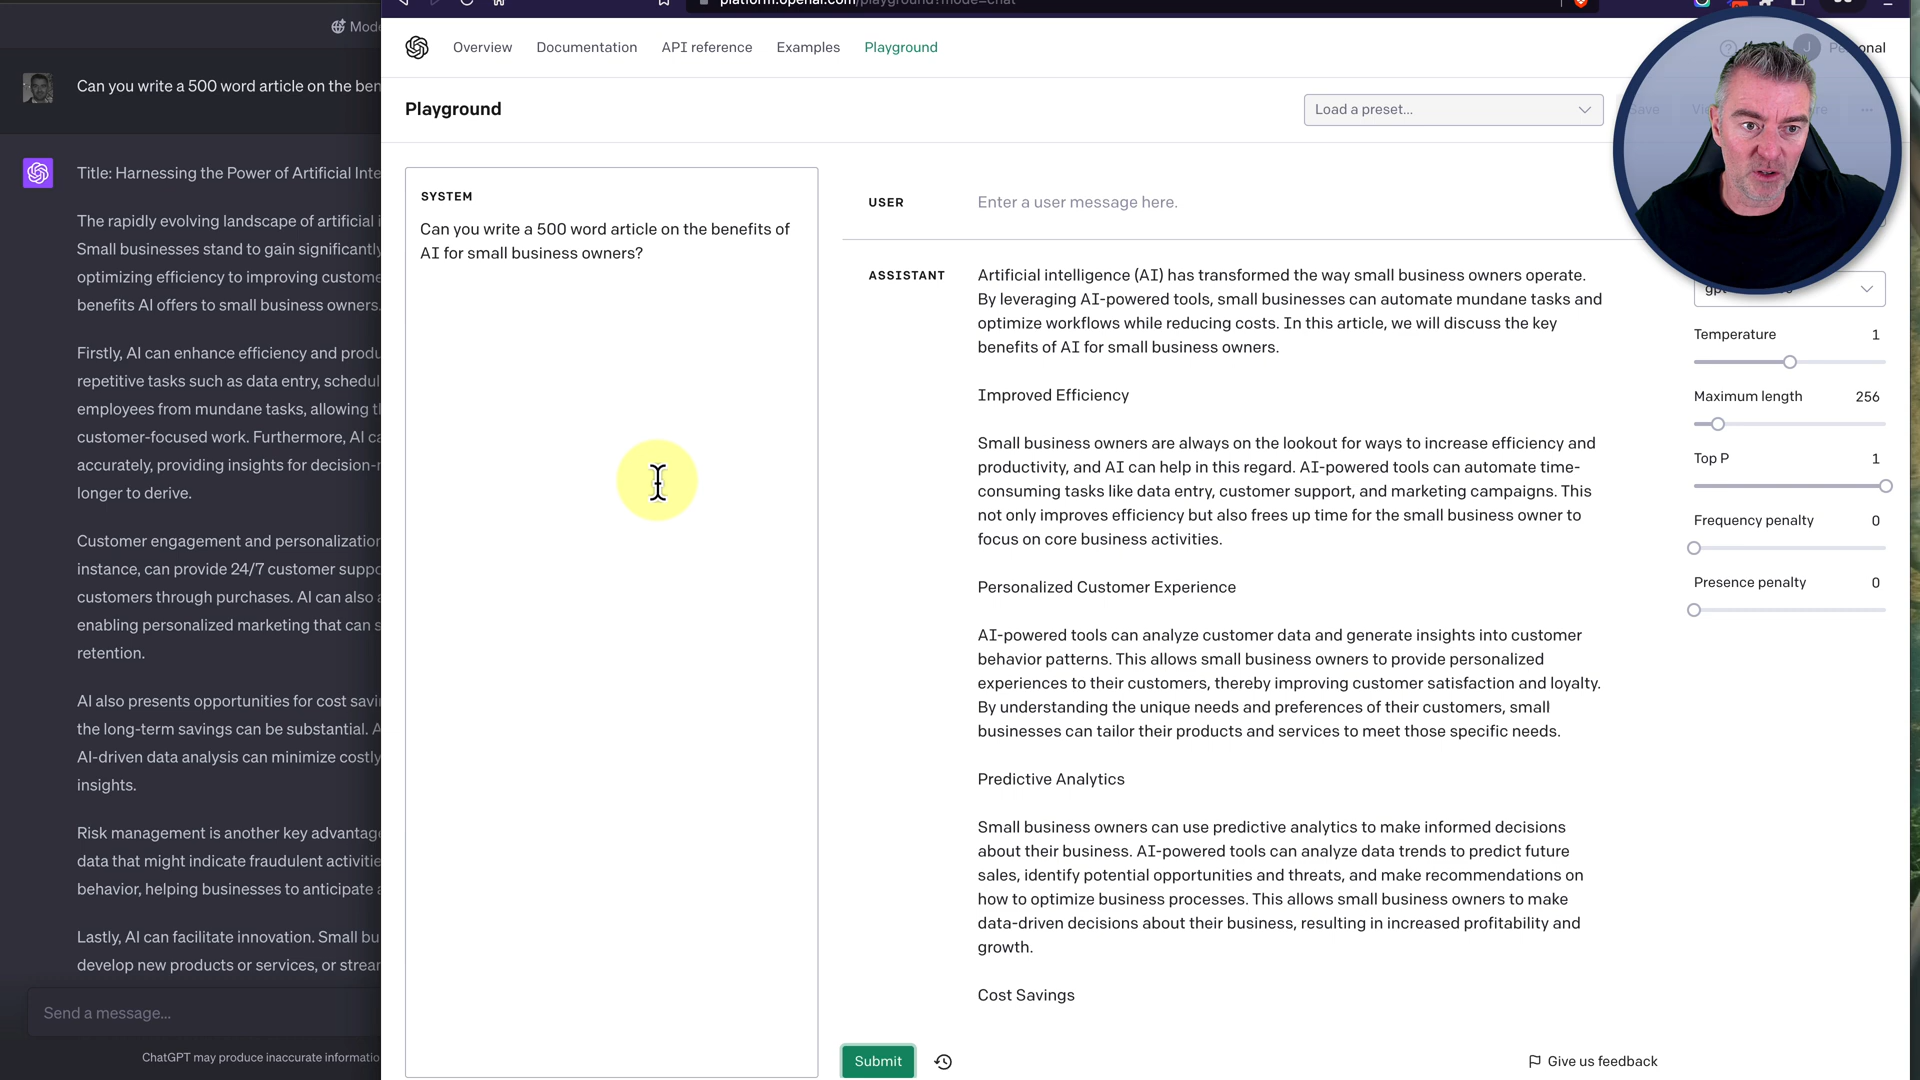 platform.openai.com/playground?mode=chat
Overview
Documentation
API reference
Examples
Playground
Playground
Load a preset...
Save
SYSTEM
Can you write a 500 word article on the benefits of
AI for small business owners?
USER
Enter a user message here.
ASSISTANT
Artificial intelligence (AI) has transformed the way small business owners operate.
By leveraging AI-powered tools, small businesses can automate mundane tasks and
optimize workflows while reducing costs. In this article, we will discuss the key
benefits of AI for small business owners.
Improved Efficiency
Small business owners are always on the lookout for ways to increase efficiency and
productivity, and AI can help in this regard. AI-powered tools can automate time-
consuming tasks like data entry, customer support, and marketing campaigns. This
not only improves efficiency but also frees up time for the small business owner to
focus on core business activities.
Personalized Customer Experience
AI-powered tools can analyze customer data and generate insights into customer
behavior patterns. This allows small business owners to provide personalized
experiences to their customers, thereby improving customer satisfaction and loyalty.
By understanding the unique needs and preferences of their customers, small
businesses can tailor their products and services to meet those specific needs.
Predictive Analytics
Small business owners can use predictive analytics to make informed decisions
about their business. AI-powered tools can analyze data trends to predict future
sales, identify potential opportunities and threats, and make recommendations on
how to optimize business processes. This allows small business owners to make
data-driven decisions about their business, resulting in increased profitability and
growth.
Cost Savings
Submit
Give us feedback
Temperature 1
Maximum length 256
Top P 1
Frequency penalty 0
Presence penalty 0
Can you write a 500 word article on the
Title: Harnessing the Power of Artificial
The rapidly evolving landscape of artificial
Small businesses stand to gain significantly
optimizing efficiency to improving
benefits AI offers to small business owners.
Firstly, AI can enhance efficiency and
repetitive tasks such as data entry,
employees from mundane tasks, allowing
customer-focused work. Furthermore, AI
accurately, providing insights for
longer to derive.
Customer engagement and
instance, can provide 24/7 customer
customers through purchases. AI can also
enabling personalized marketing that can
retention.
AI also presents opportunities for cost
the long-term savings can be substantial.
AI-driven data analysis can minimize costly
insights.
Risk management is another key
data that might indicate fraudulent
behavior, helping businesses to anticipate
Lastly, AI can facilitate innovation. Small
develop new products or services, or
Send a message...
ChatGPT may produce inaccurate